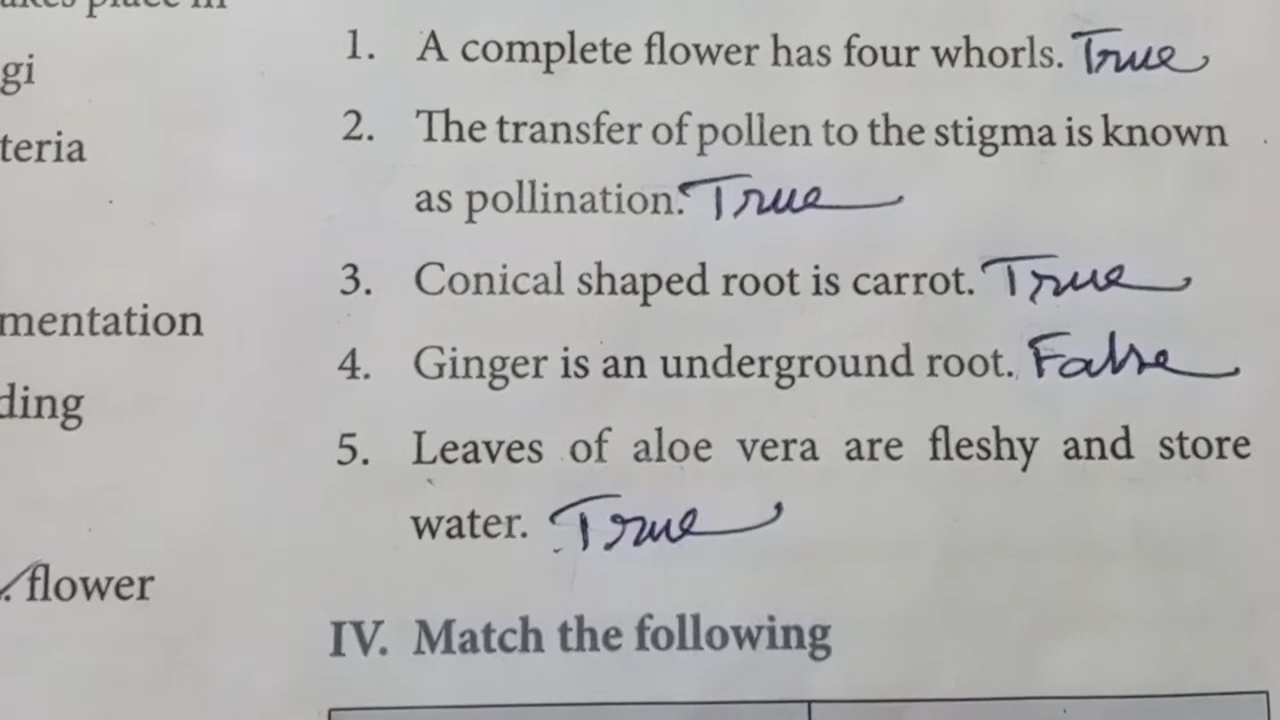 1. A complete flower has four whorls. True
2. The transfer of pollen to the stigma is known
as pollination. True
3. Conical shaped root is carrot. True
4. Ginger is an underground root. False
5. Leaves of aloe vera are fleshy and store
water. True
IV. Match the following
gi
teria
mentation
ding
. flower